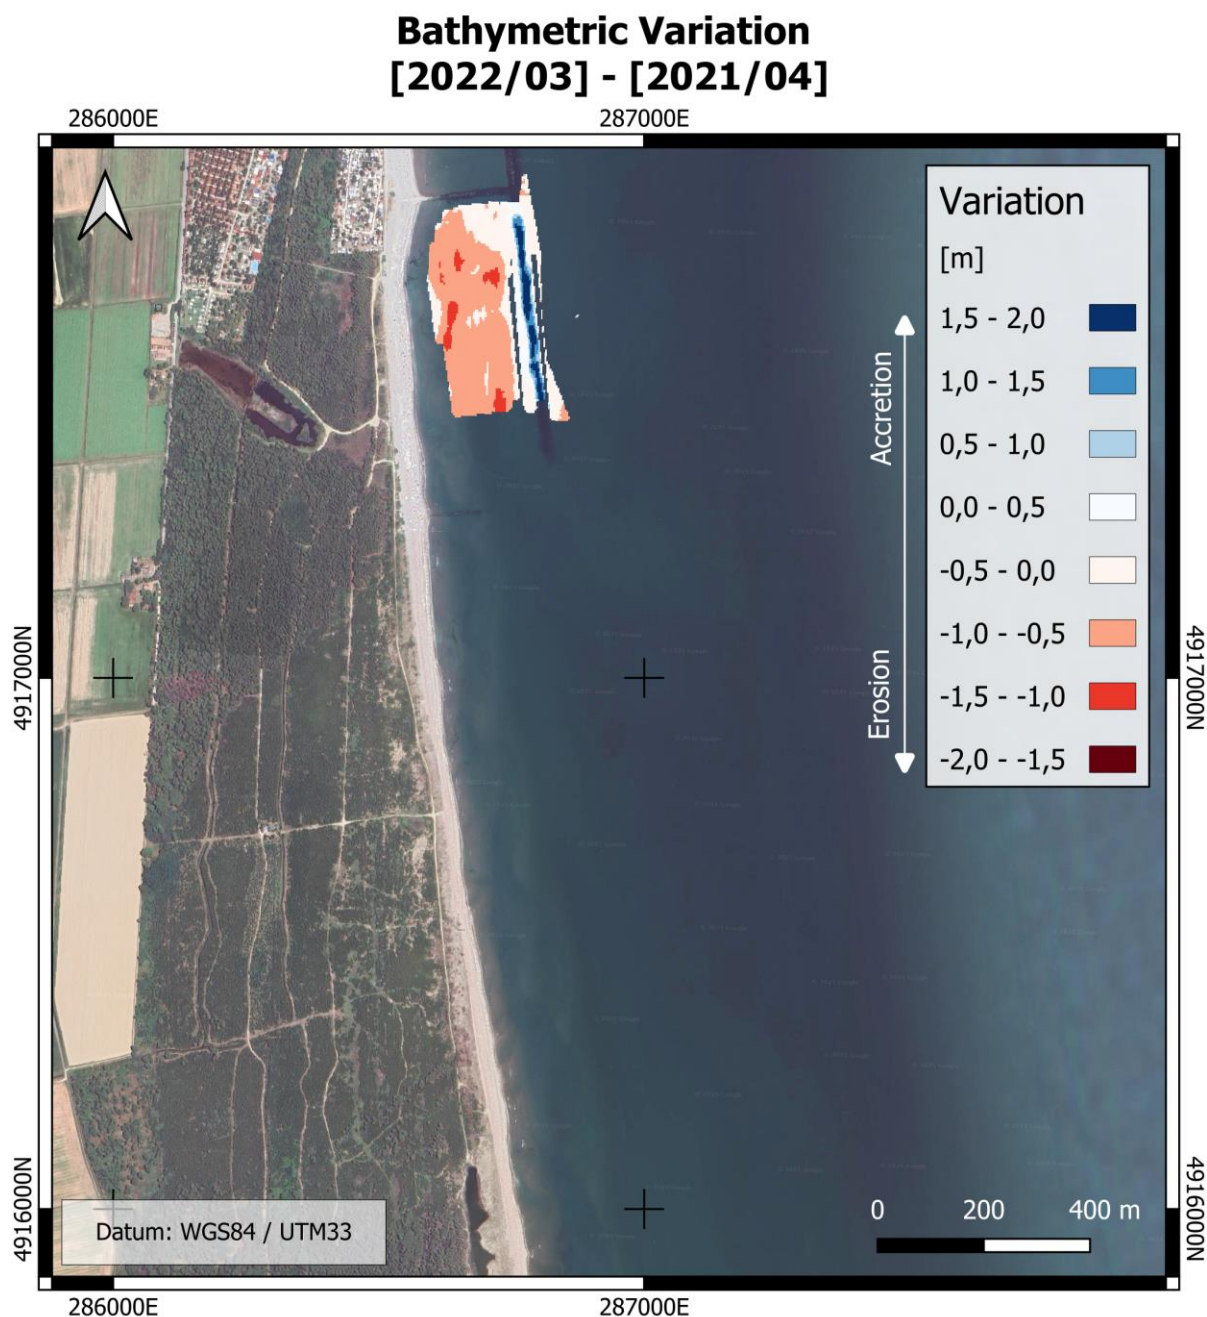 Bathymetric Variation
[2022/03] - [2021/04]
286000E 287000E
Variation
[m]
1,5 - 2,0
1,0 - 1,5
0,5 - 1,0
0,0 - 0,5
-0,5 - 0,0
-1,0 - -0,5
-1,5 - -1,0
-2,0 - -1,5
Accretion
Erosion
4917000N 4917000N
4916000N 4916000N
0 200 400 m
Datum: WGS84 / UTM33
286000E 287000E